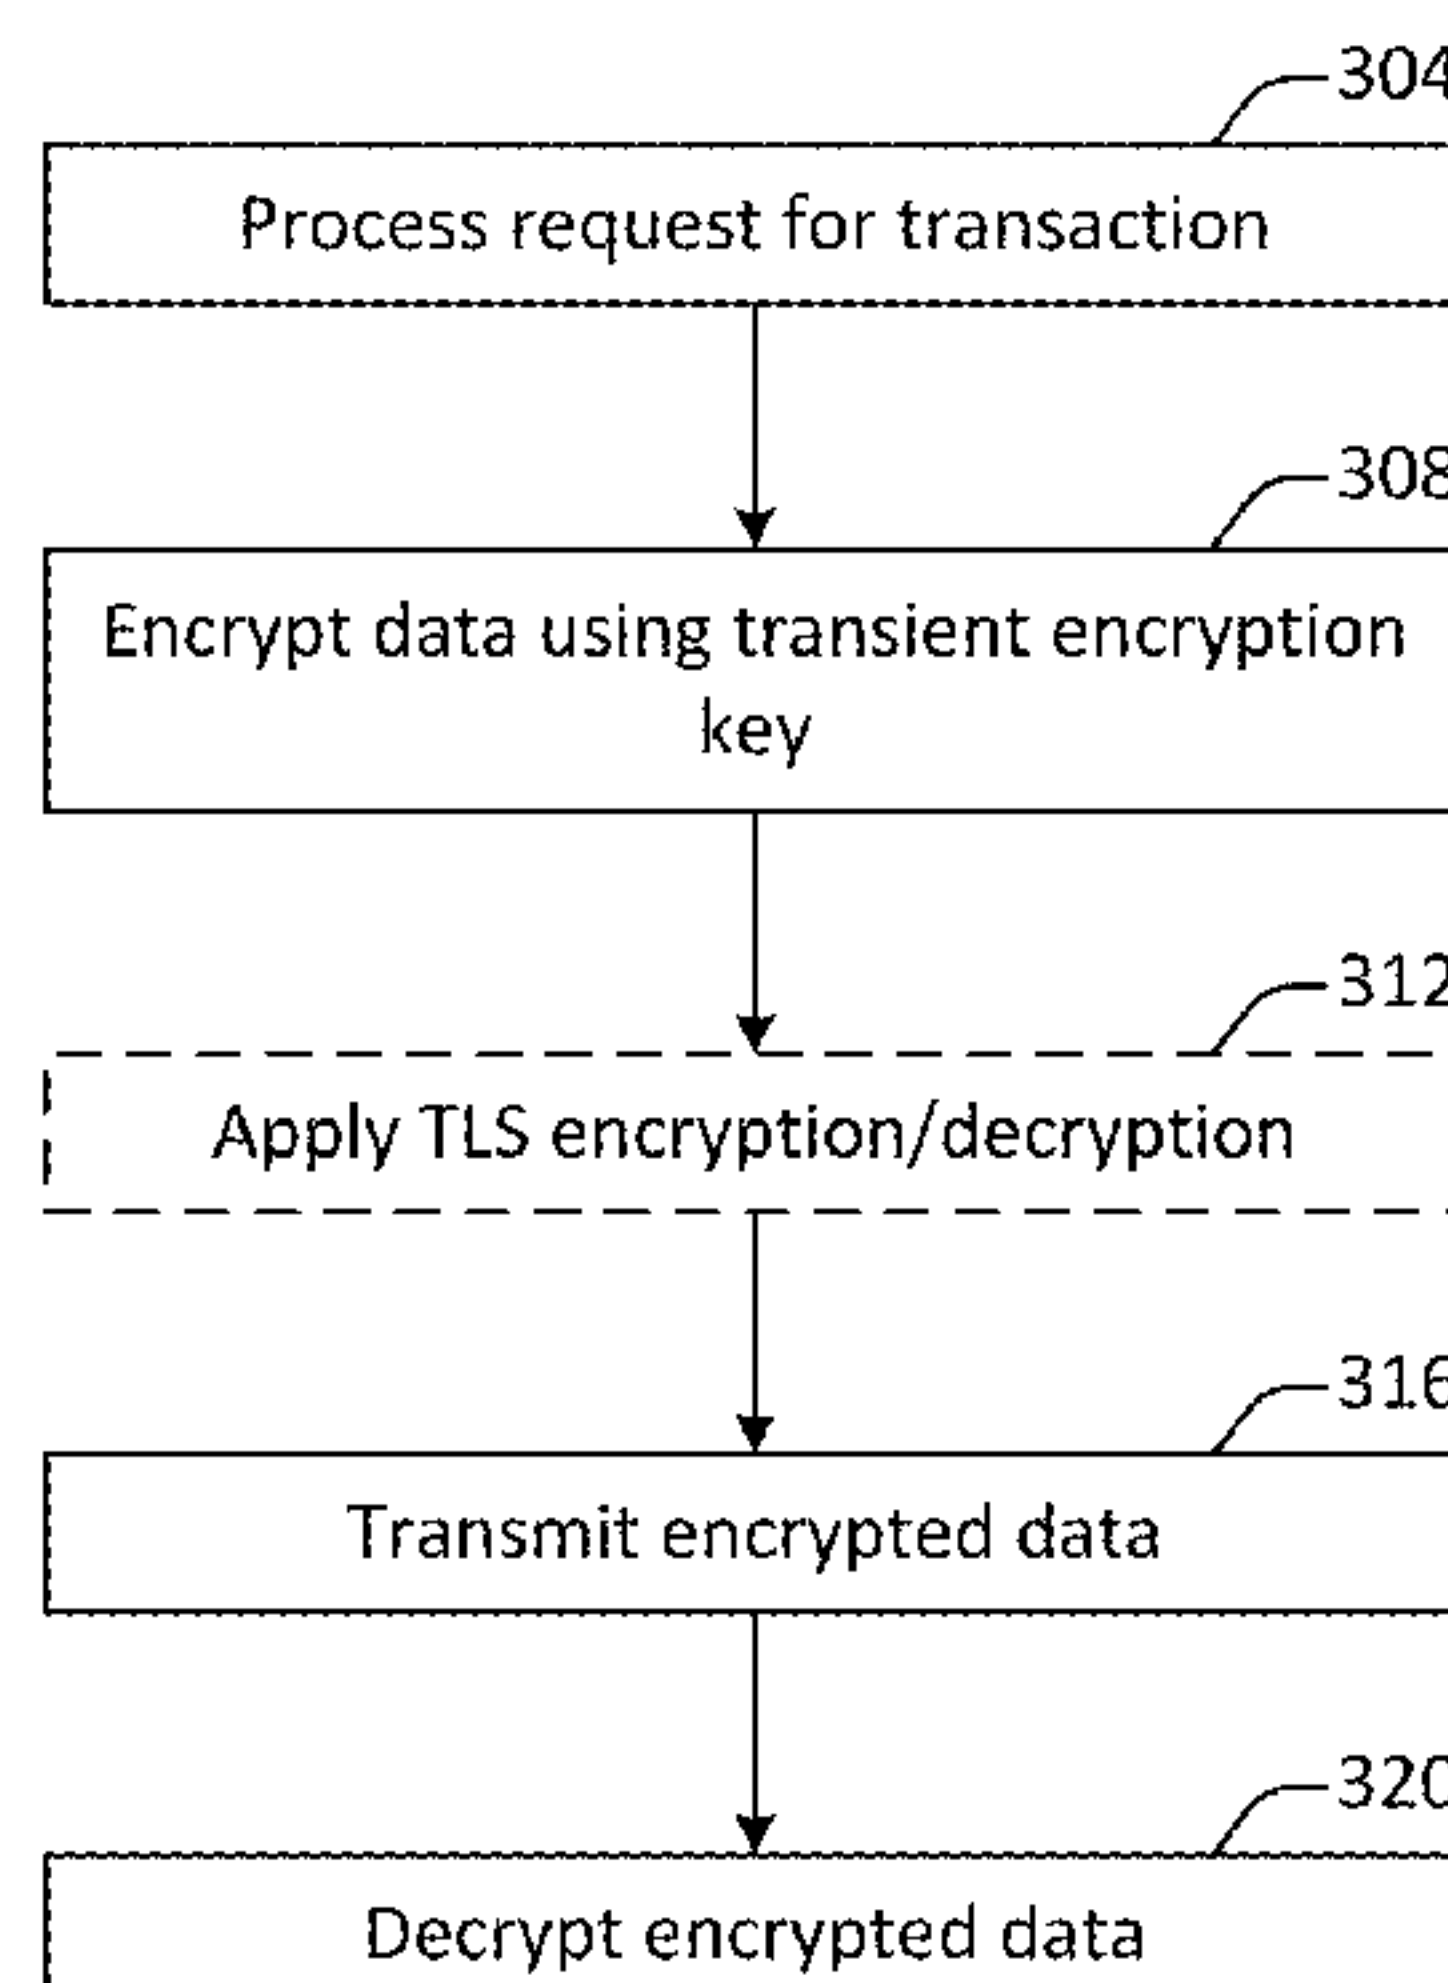 304
Process request for transaction
308
Encrypt data using transient encryption
key
312
Apply TLS encryption/decryption
316
Transmit encrypted data
320
Decrypt encrypted data